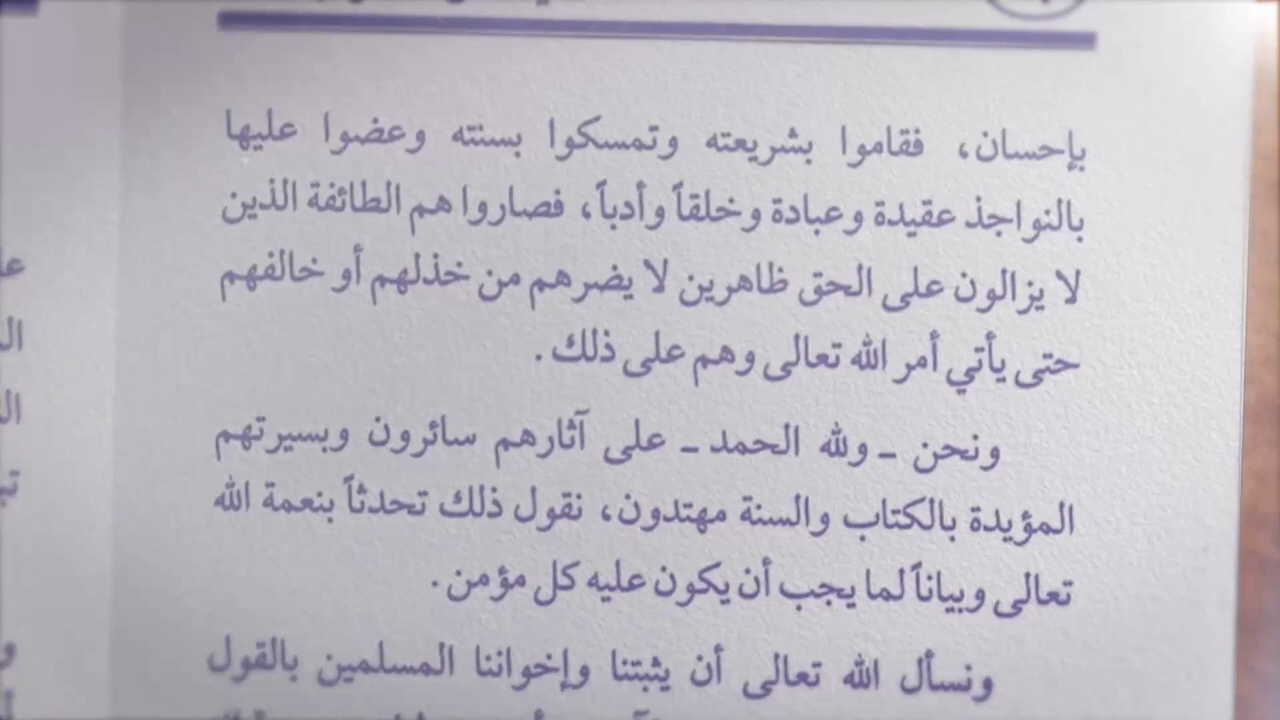 بإحسان، فقاموا بشريعته وتمسكوا بسنته وعضوا عليها
بالنواجذ عقيدة وعبادة وخلقاً وأدباً، فصاروا هم الطائفة الذين
لا يزالون على الحق ظاهرين لا يضرهم من خذلهم أو خالفهم
حتى يأتي أمر الله تعالى وهم على ذلك.
ونحن ـ ولله الحمد ـ على آثارهم سائرون وبسيرتهم
المؤيدة بالكتاب والسنة مهتدون، نقول ذلك تحدثاً بنعمة الله
تعالى وبياناً لما يجب أن يكون عليه كل مؤمن.
ونسأل الله تعالى أن يثبتنا وإخواننا المسلمين بالقول